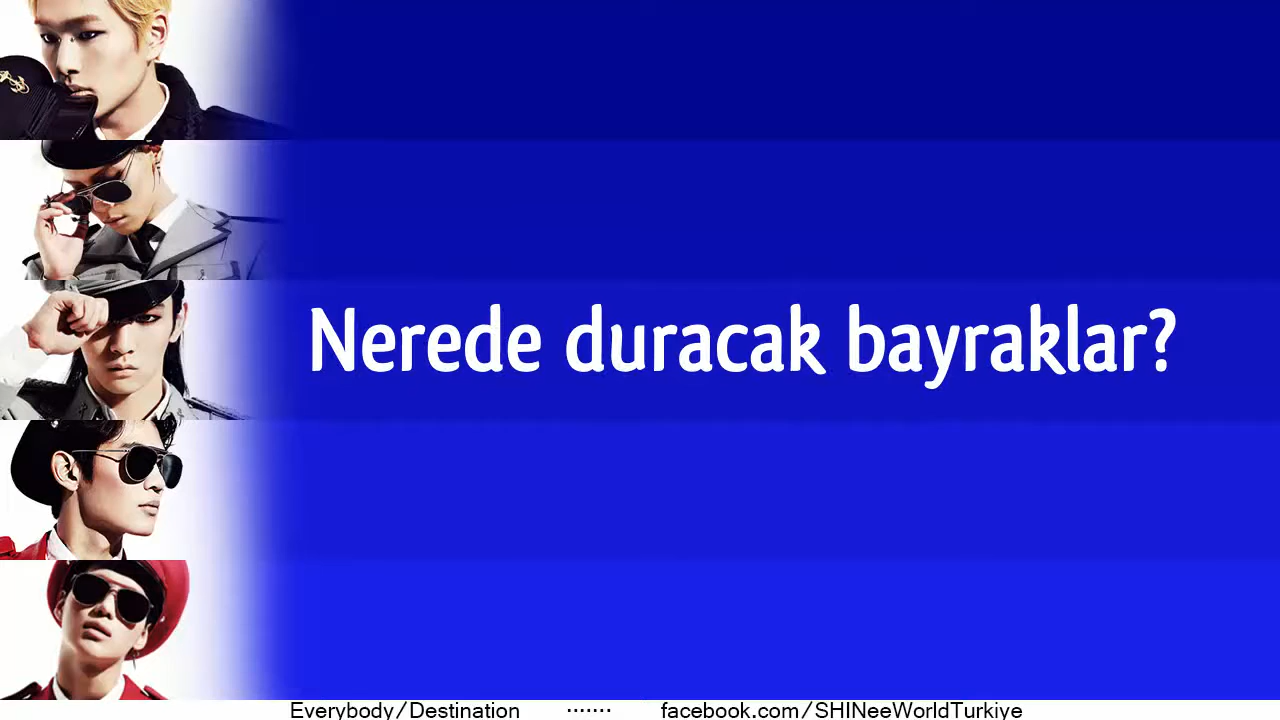 Nerede duracak bayraklar?
Everybody/Destination ....... facebook.com/SHINeeWorldTurkiye